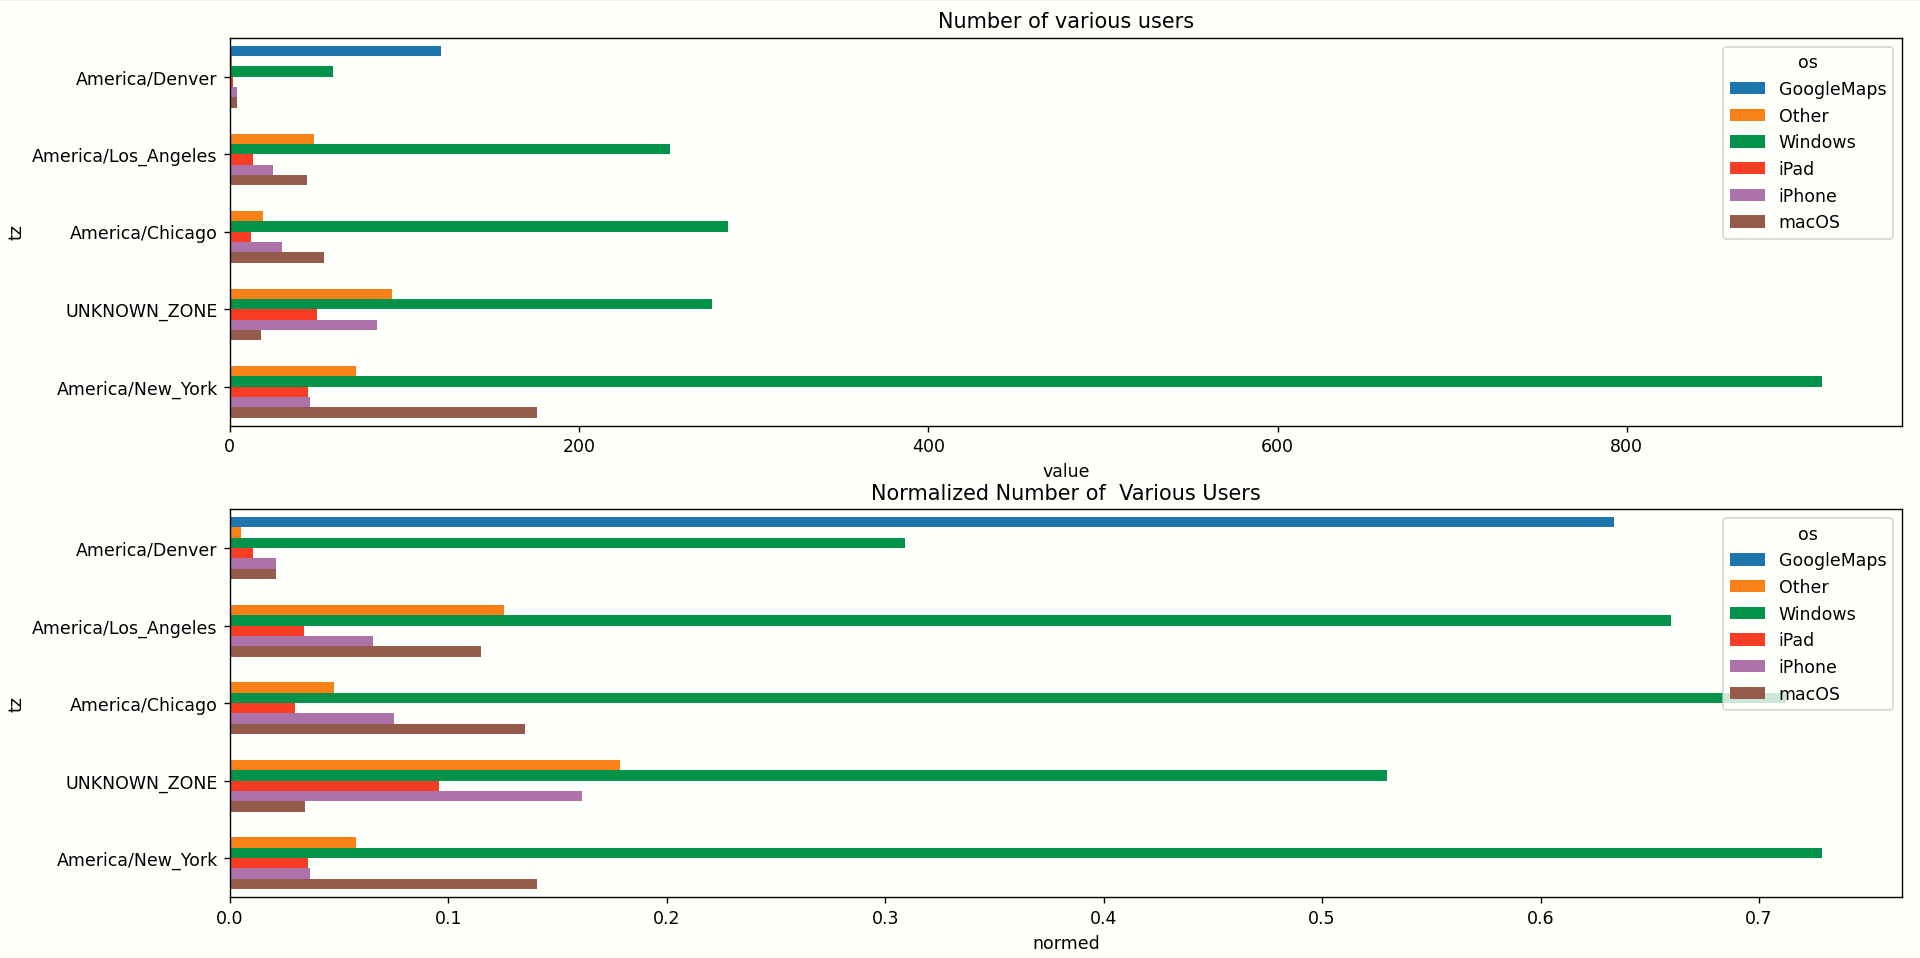 Number of various users
os
GoogleMaps
Other
Windows
iPad
iPhone
macOS
tz
America/Denver
America/Los_Angeles
America/Chicago
UNKNOWN_ZONE
America/New_York
0 200 400 600 800
value
Normalized Number of  Various Users
os
GoogleMaps
Other
Windows
iPad
iPhone
macOS
tz
America/Denver
America/Los_Angeles
America/Chicago
UNKNOWN_ZONE
America/New_York
0.0 0.1 0.2 0.3 0.4 0.5 0.6 0.7
normed